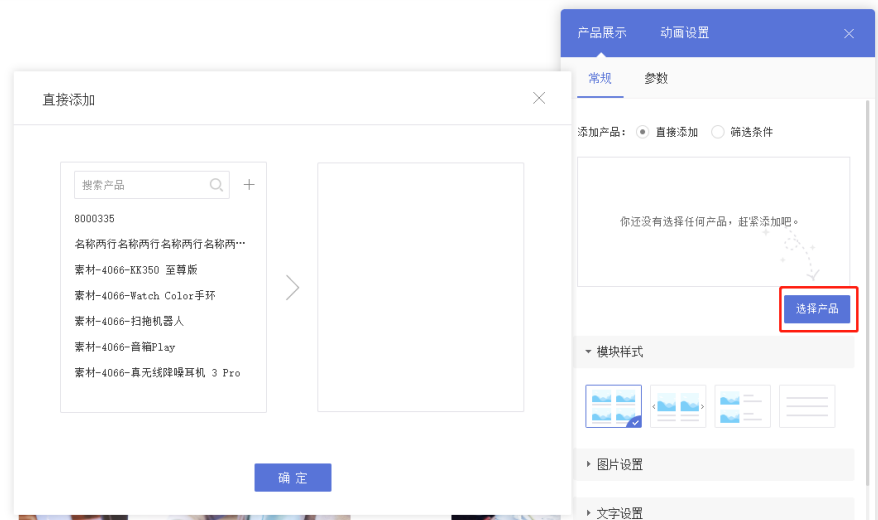 产品展示 动画设置
常规 参数
直接添加
添加产品: 直接添加 筛选条件
搜索产品
8000335
名称两行名称两行名称两行名称两…
素材-4066-KK350 至尊版
素材-4066-Watch Color手环
素材-4066-扫拖机器人
素材-4066-音箱Play
素材-4066-真无线降噪耳机 3 Pro
确 定
你还没有选择任何产品，赶紧添加吧。
选择产品
模块样式
图片设置
文字设置